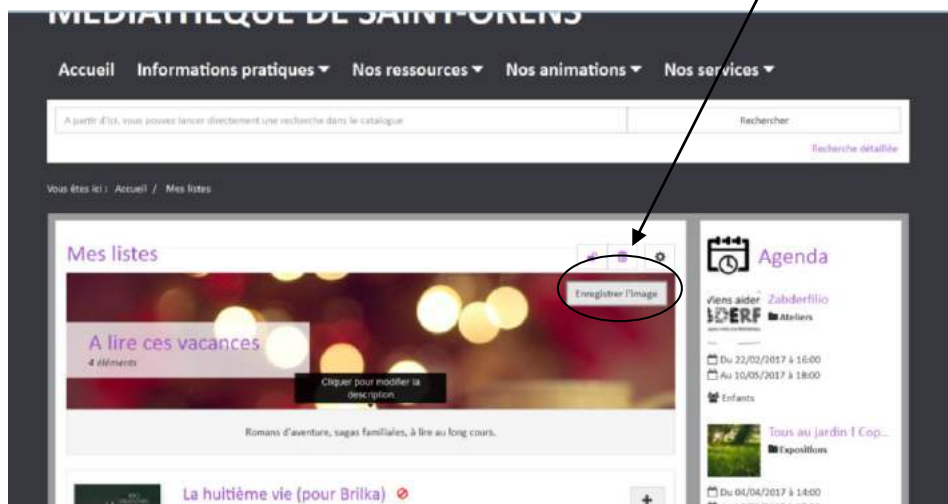 MÉDIATHÈQUE DE SAINT-ORENS
Accueil Informations pratiques Nos ressources Nos animations Nos services
A partir d'ici, vous pouvez lancer directement une recherche dans le catalogue
Rechercher
Recherche détaillée
Vous êtes ici : Accueil / Mes listes
Mes listes
Enregistrer l'image
A lire ces vacances
4 éléments
Cliquer pour modifier la
description
Romans d'aventure, sagas familiales, à lire au long cours.
La huitième vie (pour Brilka)
Agenda
Viens aider
Zabderfilio
Ateliers
Du 22/02/2017 à 16:00
Au 10/05/2017 à 18:00
Enfants
Tous au jardin ! Cop...
Expositions
Du 04/04/2017 à 14:00